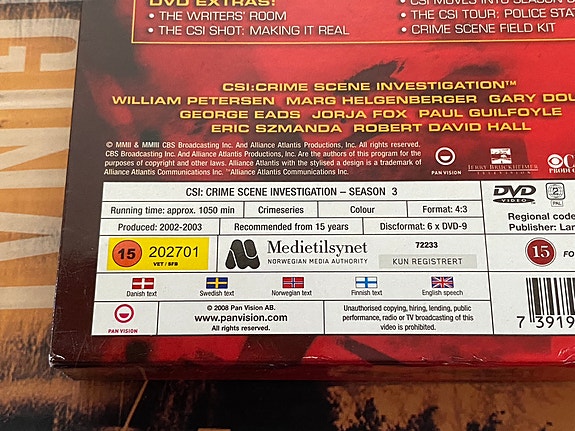 DVD EXTRAS!
• THE WRITERS' ROOM
• THE CSI SHOT: MAKING IT REAL
• THE CSI TOUR: POLICE
• CRIME SCENE FIELD KIT
CSI:CRIME SCENE INVESTIGATION™
WILLIAM PETERSEN MARG HELGENBERGER GARY
GEORGE EADS JORJA FOX PAUL GUILFOYLE
ERIC SZMANDA ROBERT DAVID HALL
© MMII & MMIII CBS Broadcasting Inc. And Alliance Atlantis Productions, Inc. All rights reserved.
CBS Broadcasting Inc. And Alliance Atlantis Productions, Inc. Are the authors of this program for the
purposes of copyright and other laws. Alliance Atlantis with the stylised a design is a trademark of
Alliance Atlantis Communications Inc. ™Alliance Atlantis Communications Inc.
PAN VISION
JERRY BRUCKHEIMER
TELEVISION
CSI: CRIME SCENE INVESTIGATION – SEASON 3
Running time: approx. 1050 min Crimeseries Colour Format: 4:3
Produced: 2002-2003 Recommended from 15 years Discformat: 6 x DVD-9
15 202701
VET / SFB
Medietilsynet
NORWEGIAN MEDIA AUTHORITY
72233
KUN REGISTRERT
Danish text Swedish text Norwegian text Finnish text English speech
PAN VISION
© 2008 Pan Vision AB.
www.panvision.com
All rights reserved.
Unauthorised copying, hiring, lending, public
performance, radio or TV broadcasting of this
video is prohibited.
DVD
VIDEO
2
PAL
Regional code
Publisher:
15
7 3919